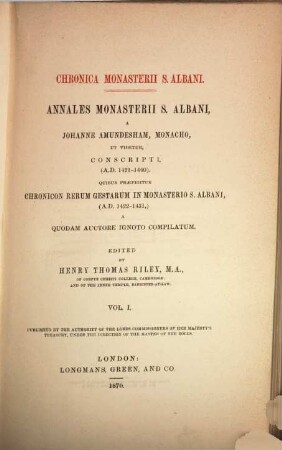 CHRONICA MONASTERII S. ALBANI.
ANNALES MONASTERII S. ALBANI,
A
JOHANNE AMUNDESHAM, MONACHO,
UT VIDETUR,
CONSCRIPTI,
(A.D. 1421–1440).
QUIBUS PRÆFIGITUR
CHRONICON RERUM GESTARUM IN MONASTERIO S. ALBANI,
(A.D. 1422–1431,)
A
QUODAM AUCTORE IGNOTO COMPILATUM.
EDITED
BY
HENRY THOMAS RILEY, M.A.,
OF CORPUS CHRISTI COLLEGE, CAMBRIDGE;
AND OF THE INNER TEMPLE, BARRISTER-AT-LAW.
VOL. I.
PUBLISHED BY THE AUTHORITY OF THE LORDS COMMISSIONERS OF HER MAJESTY'S
TREASURY, UNDER THE DIRECTION OF THE MASTER OF THE ROLLS.
LONDON:
LONGMANS, GREEN, AND CO.
1870.